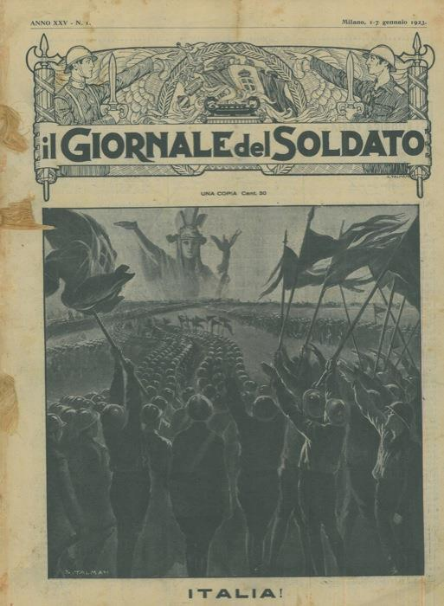 ANNO XXV - N. 1.
Milano, 1-7 gennaio 1923.
il GIORNALE del SOLDATO
UNA COPIA Cent. 20
ITALIA!